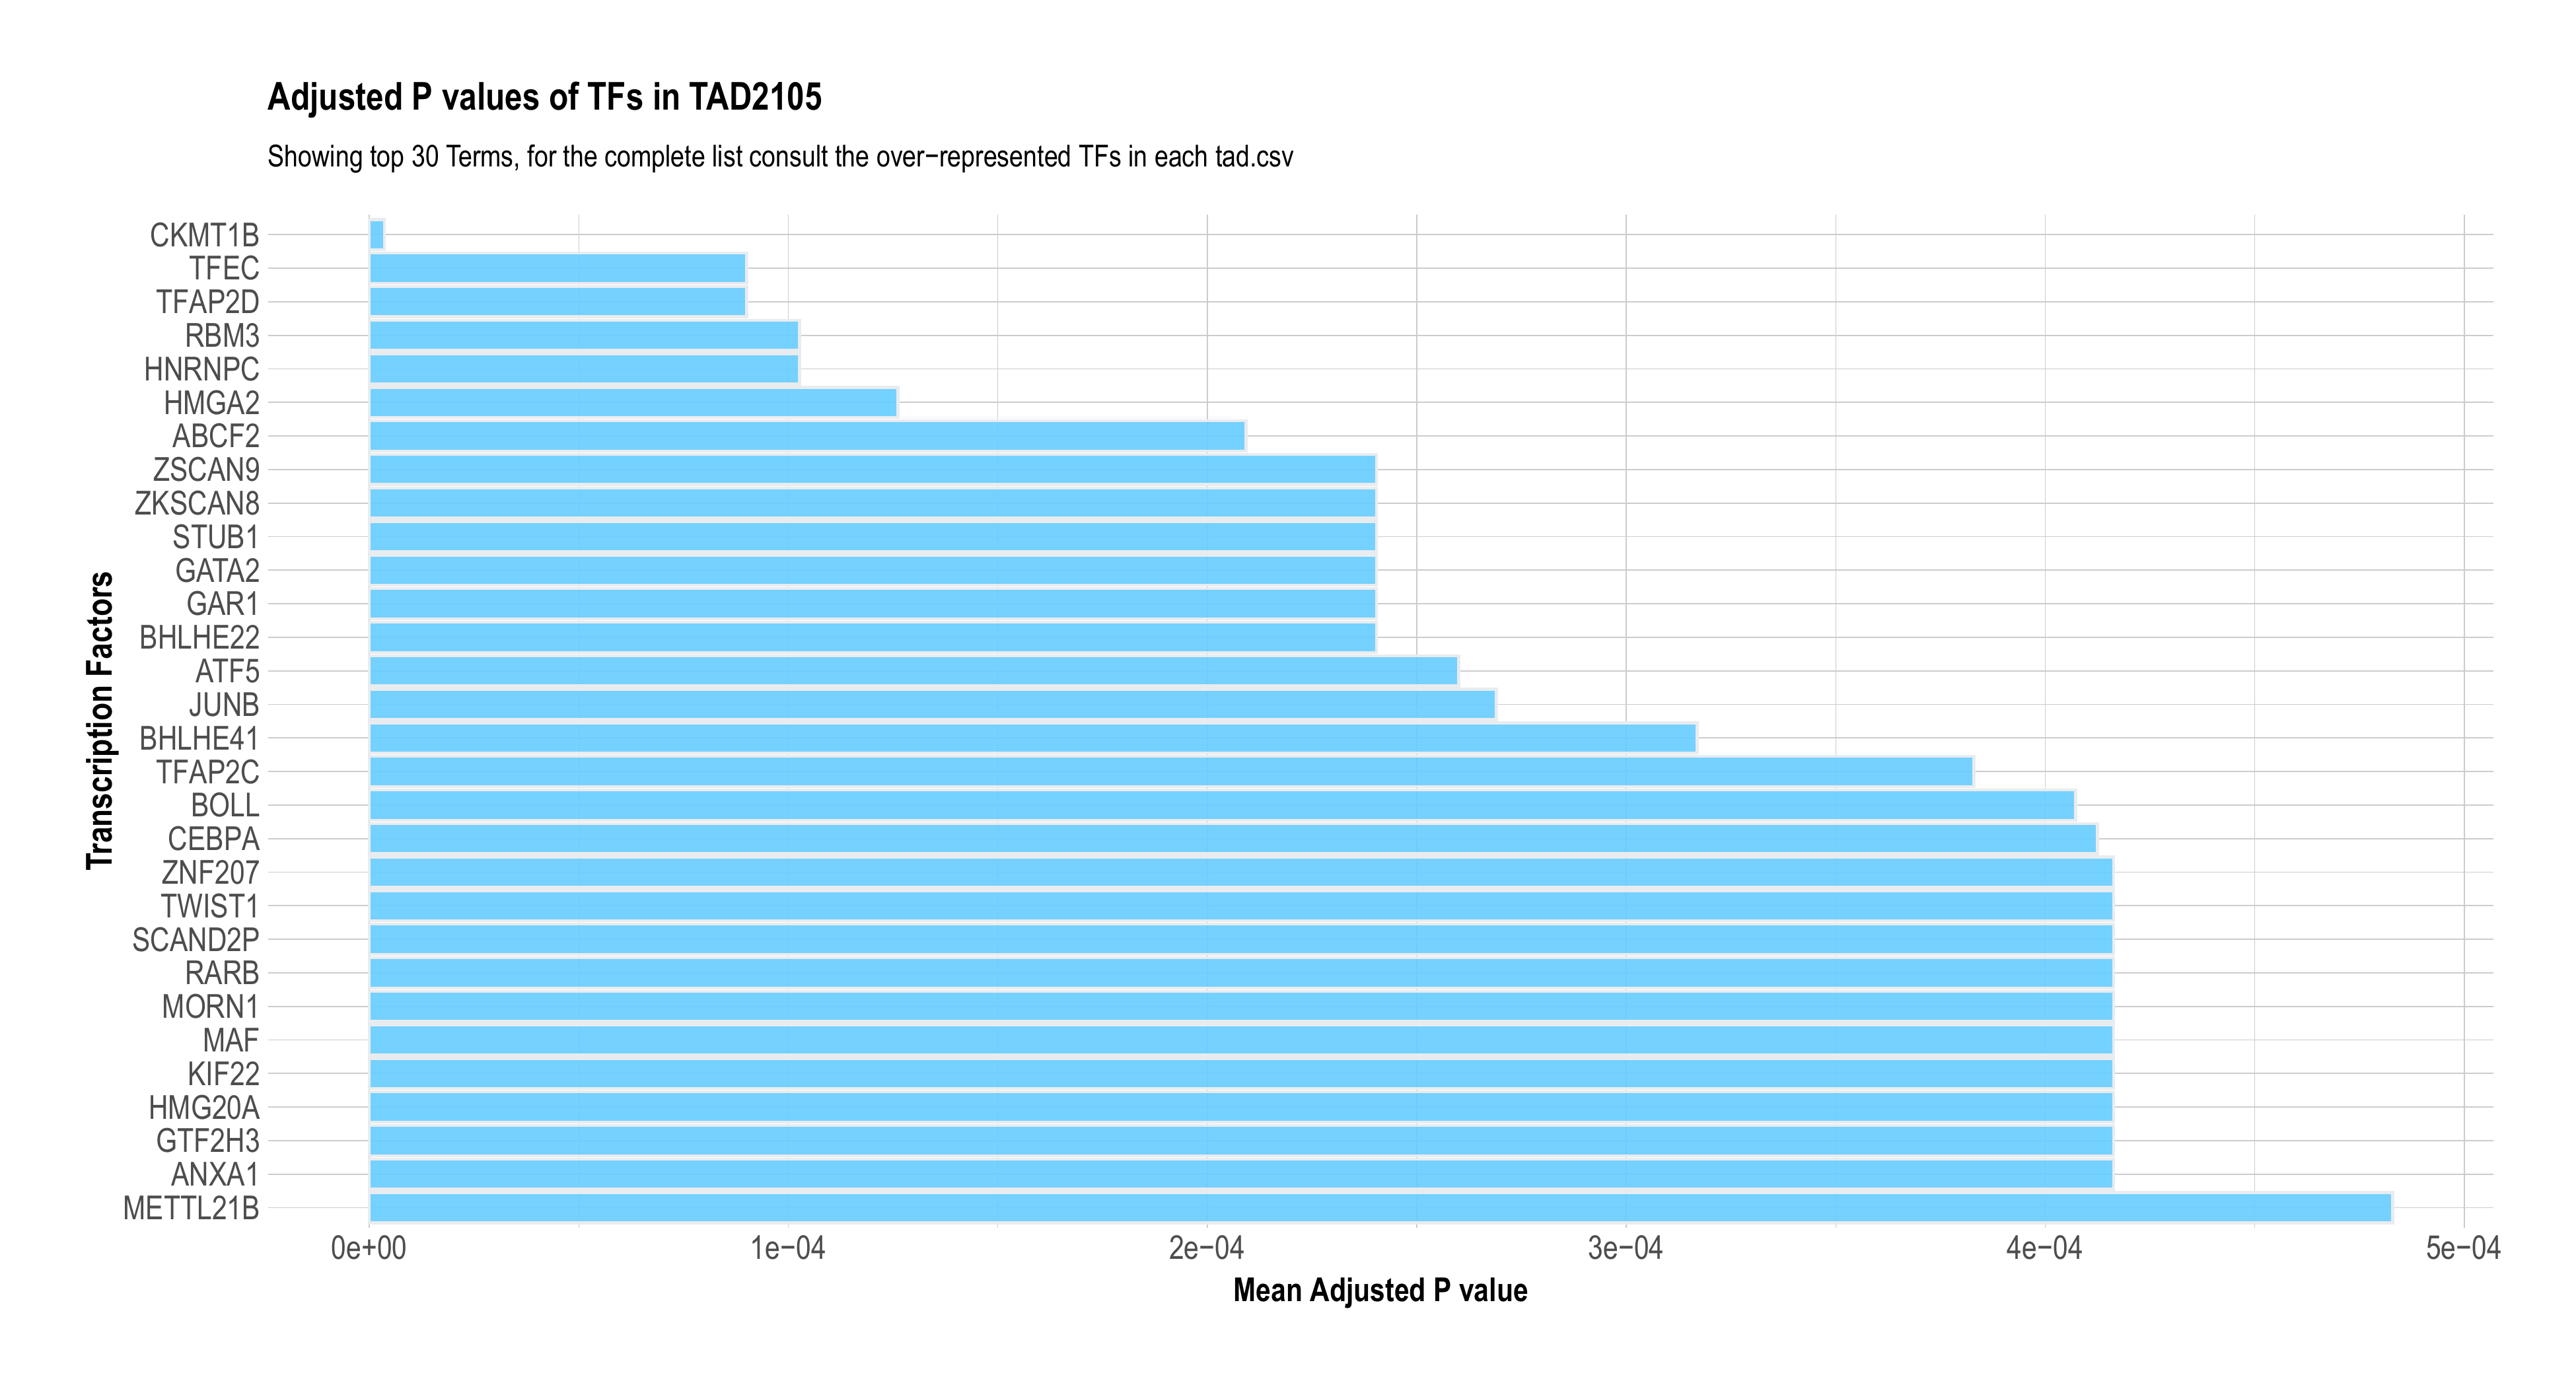 Adjusted P values of TFs in TAD2105
Showing top 30 Terms, for the complete list consult the over−represented TFs in each tad.csv
Transcription Factors
CKMT1B
TFEC
TFAP2D
RBM3
HNRNPC
HMGA2
ABCF2
ZSCAN9
ZKSCAN8
STUB1
GATA2
GAR1
BHLHE22
ATF5
JUNB
BHLHE41
TFAP2C
BOLL
CEBPA
ZNF207
TWIST1
SCAND2P
RARB
MORN1
MAF
KIF22
HMG20A
GTF2H3
ANXA1
METTL21B
0e+00 1e−04 2e−04 3e−04 4e−04 5e−04
Mean Adjusted P value